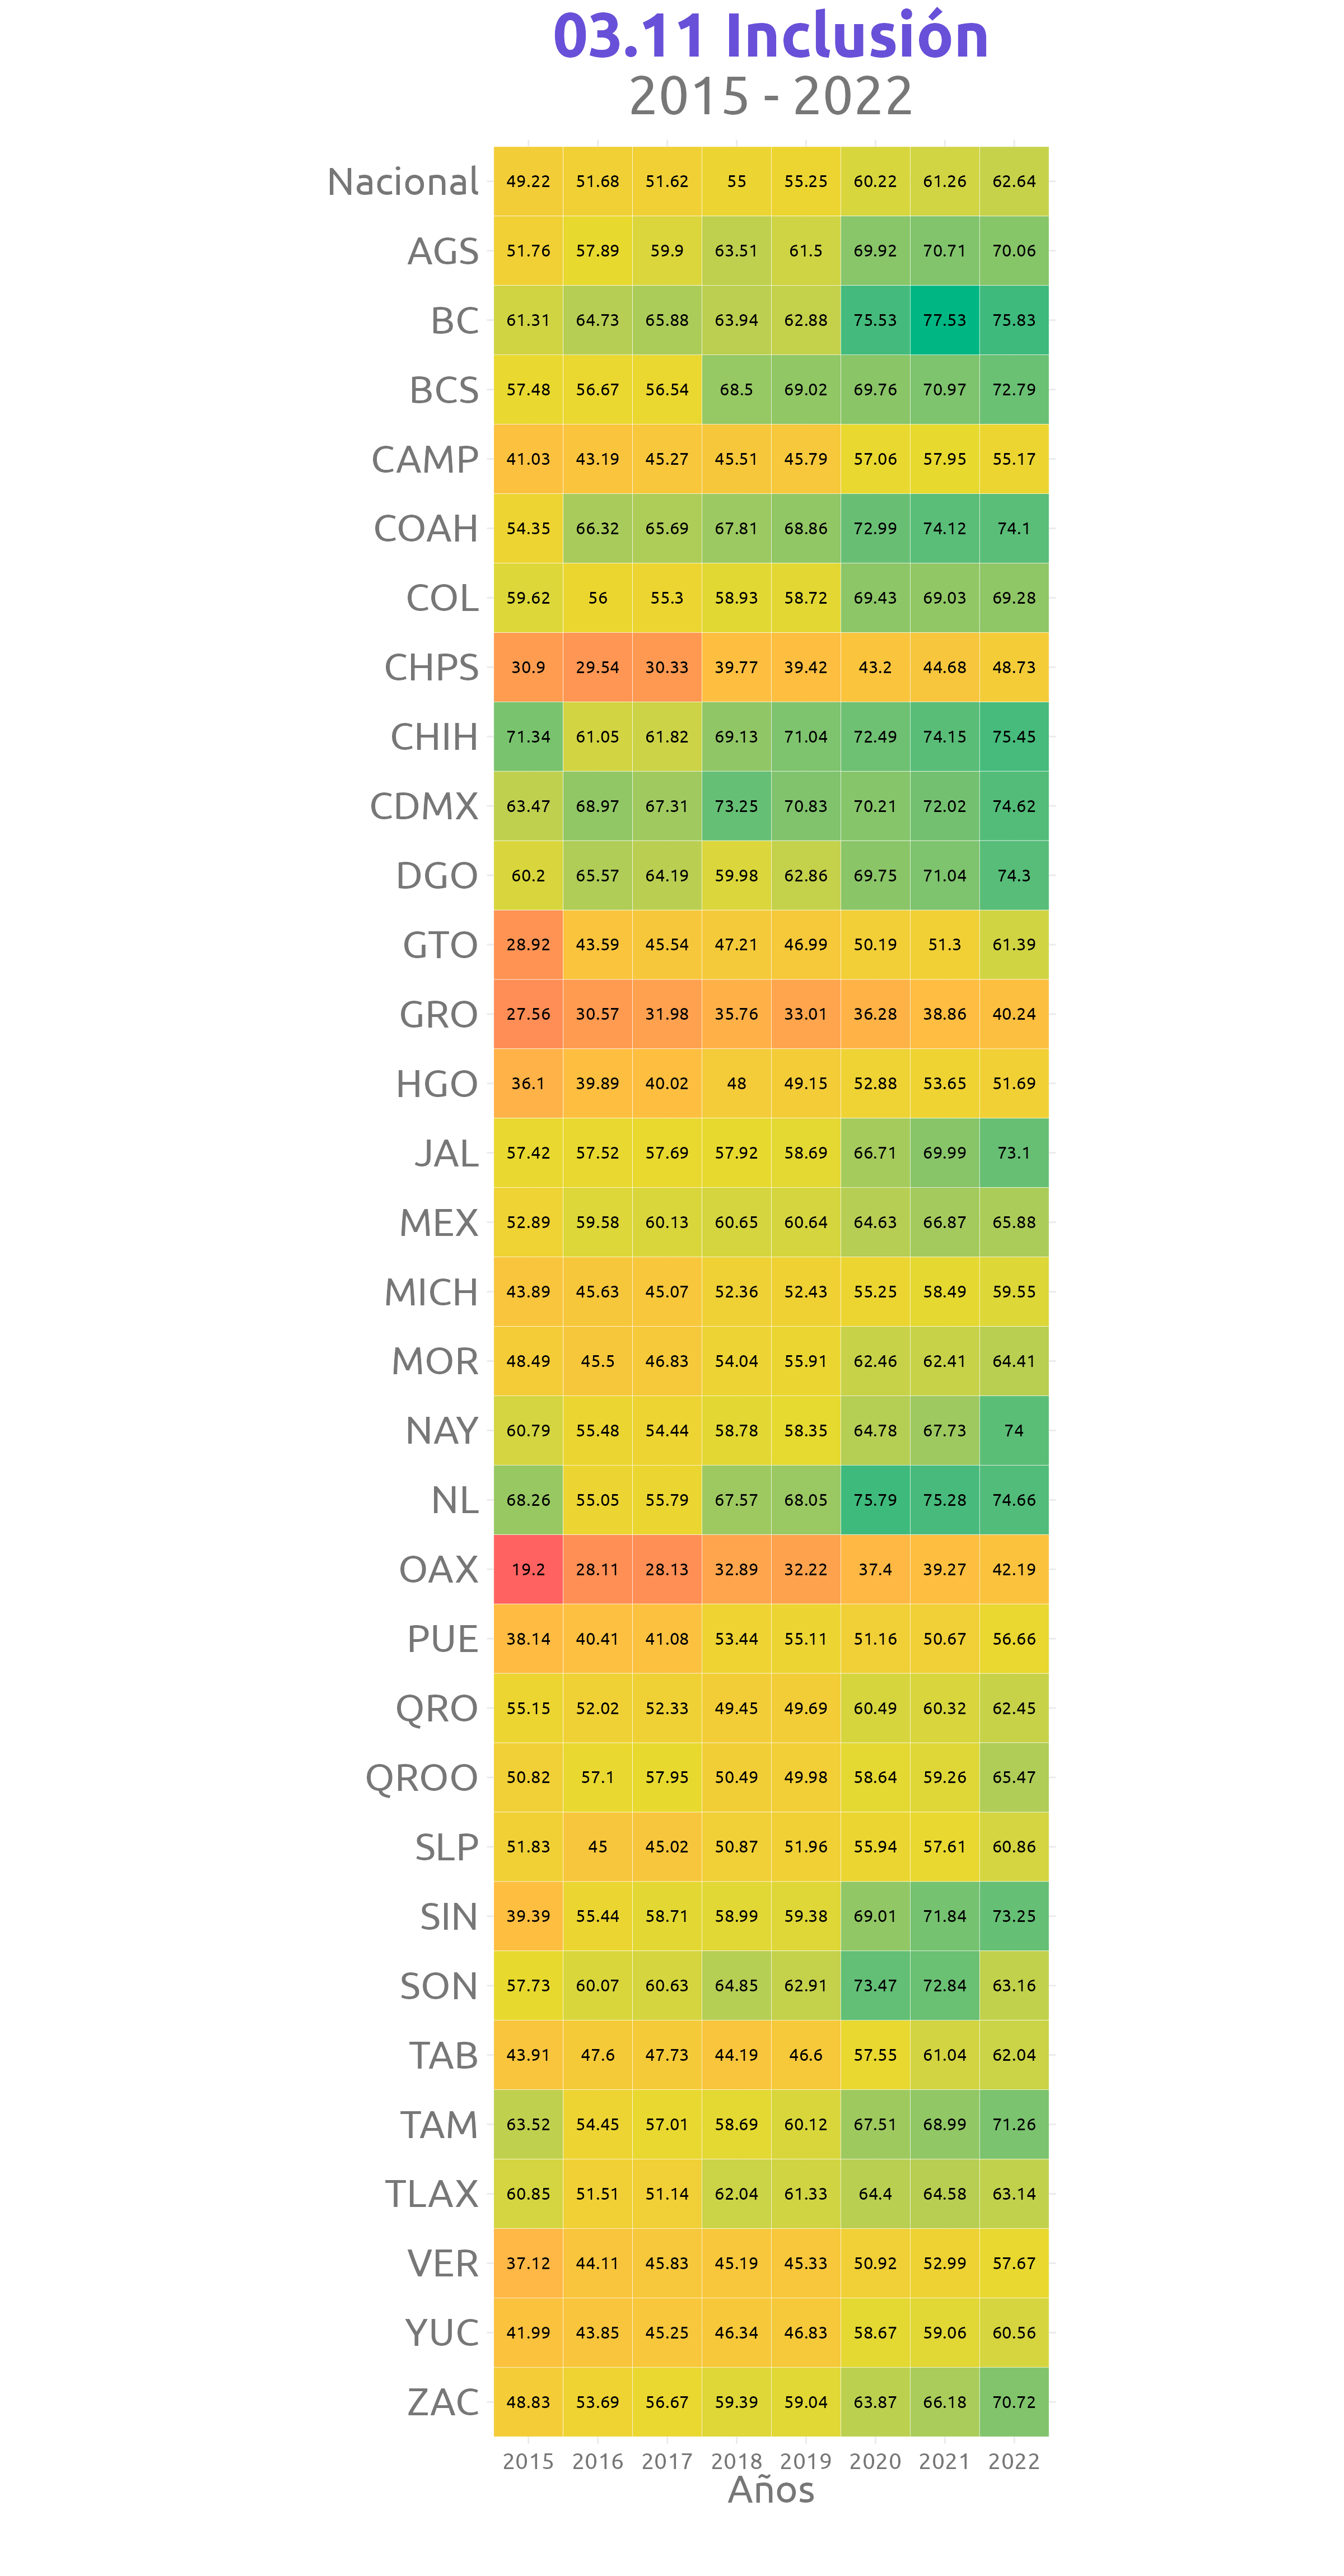 03.11 Inclusión
2015 - 2022
Nacional 49.22 51.68 51.62 55 55.25 60.22 61.26 62.64
AGS 51.76 57.89 59.9 63.51 61.5 69.92 70.71 70.06
BC 61.31 64.73 65.88 63.94 62.88 75.53 77.53 75.83
BCS 57.48 56.67 56.54 68.5 69.02 69.76 70.97 72.79
CAMP 41.03 43.19 45.27 45.51 45.79 57.06 57.95 55.17
COAH 54.35 66.32 65.69 67.81 68.86 72.99 74.12 74.1
COL 59.62 56 55.3 58.93 58.72 69.43 69.03 69.28
CHPS 30.9 29.54 30.33 39.77 39.42 43.2 44.68 48.73
CHIH 71.34 61.05 61.82 69.13 71.04 72.49 74.15 75.45
CDMX 63.47 68.97 67.31 73.25 70.83 70.21 72.02 74.62
DGO 60.2 65.57 64.19 59.98 62.86 69.75 71.04 74.3
GTO 28.92 43.59 45.54 47.21 46.99 50.19 51.3 61.39
GRO 27.56 30.57 31.98 35.76 33.01 36.28 38.86 40.24
HGO 36.1 39.89 40.02 48 49.15 52.88 53.65 51.69
JAL 57.42 57.52 57.69 57.92 58.69 66.71 69.99 73.1
MEX 52.89 59.58 60.13 60.65 60.64 64.63 66.87 65.88
MICH 43.89 45.63 45.07 52.36 52.43 55.25 58.49 59.55
MOR 48.49 45.5 46.83 54.04 55.91 62.46 62.41 64.41
NAY 60.79 55.48 54.44 58.78 58.35 64.78 67.73 74
NL 68.26 55.05 55.79 67.57 68.05 75.79 75.28 74.66
OAX 19.2 28.11 28.13 32.89 32.22 37.4 39.27 42.19
PUE 38.14 40.41 41.08 53.44 55.11 51.16 50.67 56.66
QRO 55.15 52.02 52.33 49.45 49.69 60.49 60.32 62.45
QROO 50.82 57.1 57.95 50.49 49.98 58.64 59.26 65.47
SLP 51.83 45 45.02 50.87 51.96 55.94 57.61 60.86
SIN 39.39 55.44 58.71 58.99 59.38 69.01 71.84 73.25
SON 57.73 60.07 60.63 64.85 62.91 73.47 72.84 63.16
TAB 43.91 47.6 47.73 44.19 46.6 57.55 61.04 62.04
TAM 63.52 54.45 57.01 58.69 60.12 67.51 68.99 71.26
TLAX 60.85 51.51 51.14 62.04 61.33 64.4 64.58 63.14
VER 37.12 44.11 45.83 45.19 45.33 50.92 52.99 57.67
YUC 41.99 43.85 45.25 46.34 46.83 58.67 59.06 60.56
ZAC 48.83 53.69 56.67 59.39 59.04 63.87 66.18 70.72
2015 2016 2017 2018 2019 2020 2021 2022
Años